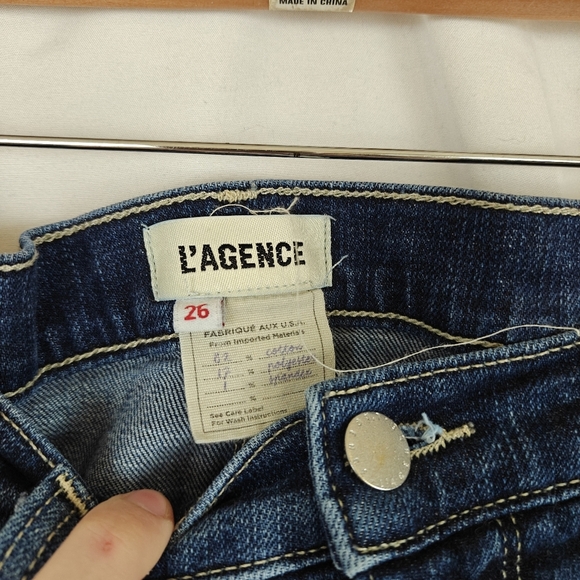 MADE IN CHINA
L'AGENCE
26
FABRIQUÉ AUX U.S.A.
From Imported Materials
82 % cotton
17 % polyester
1 % spandex
%
See Care Label
For Wash Instructions